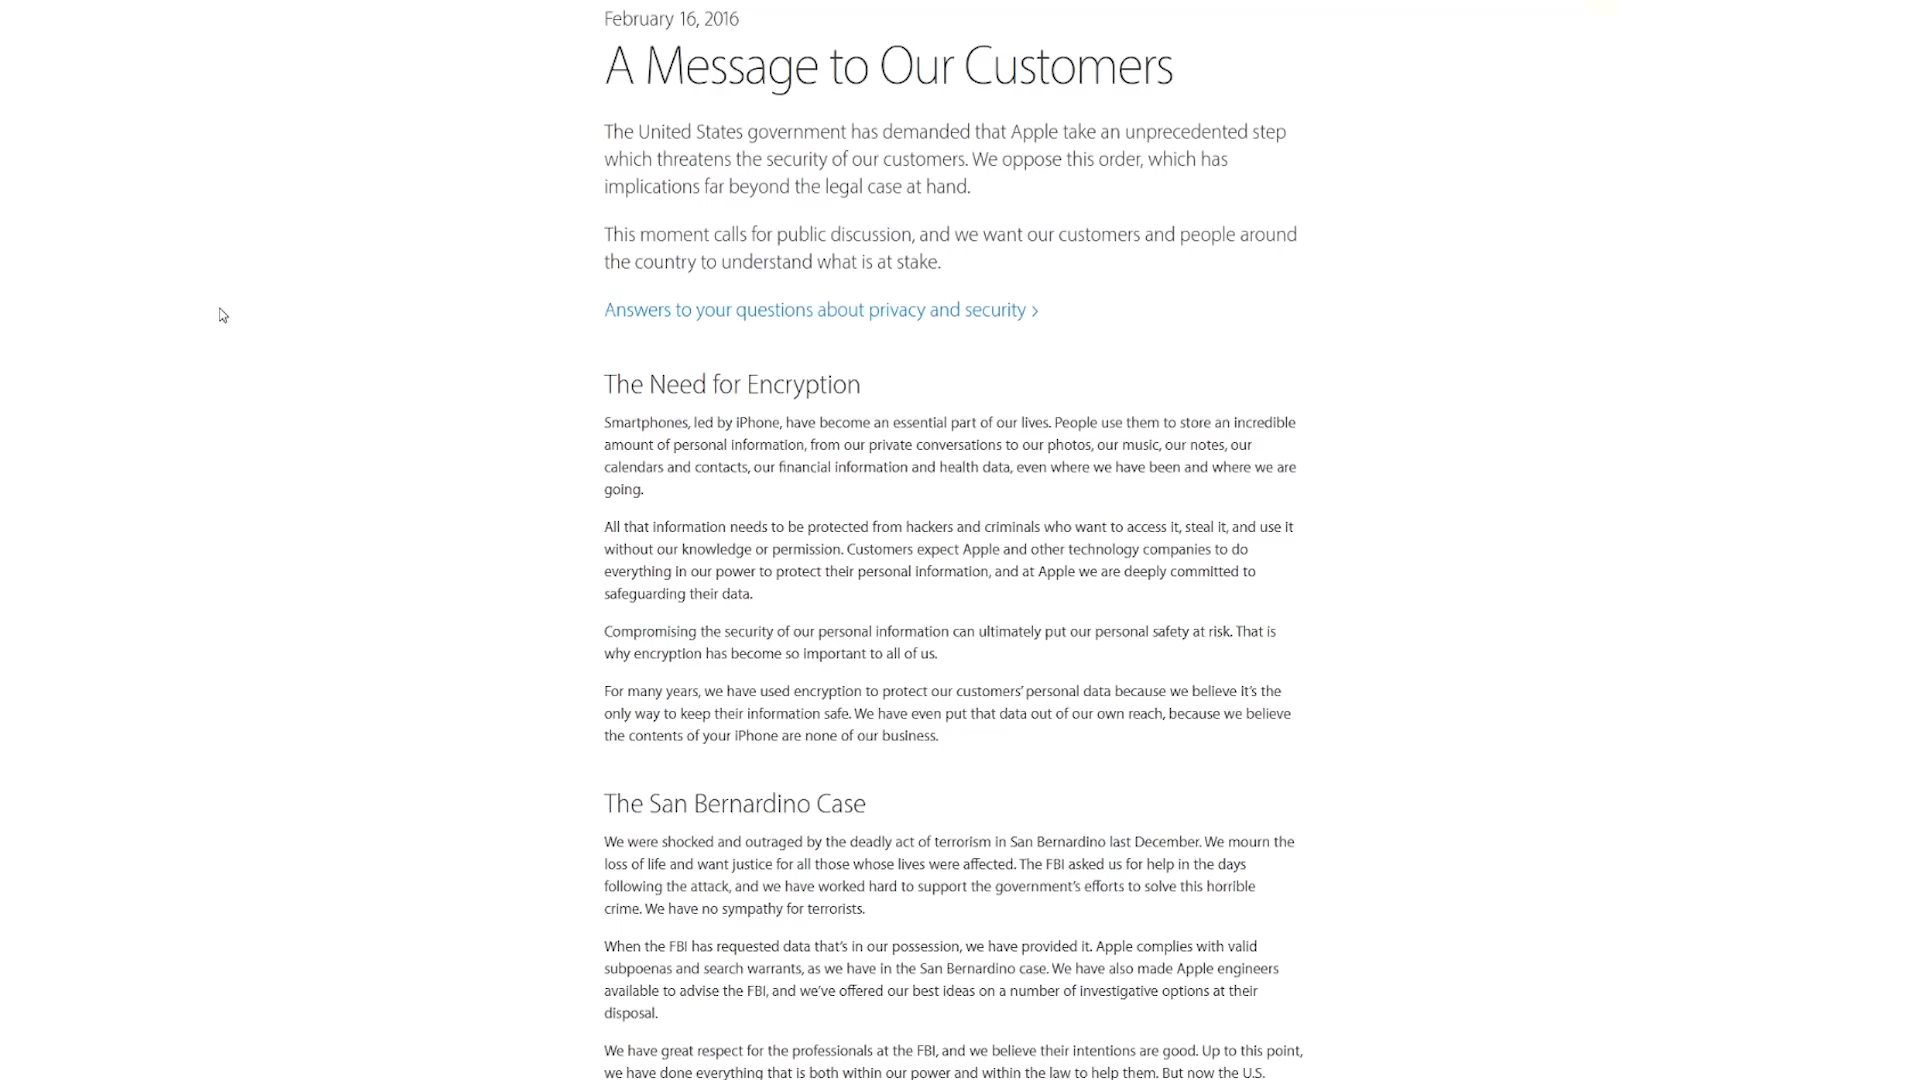 February 16, 2016
A Message to Our Customers
The United States government has demanded that Apple take an unprecedented step
which threatens the security of our customers. We oppose this order, which has
implications far beyond the legal case at hand.
This moment calls for public discussion, and we want our customers and people around
the country to understand what is at stake.
Answers to your questions about privacy and security >
The Need for Encryption
Smartphones, led by iPhone, have become an essential part of our lives. People use them to store an incredible
amount of personal information, from our private conversations to our photos, our music, our notes, our
calendars and contacts, our financial information and health data, even where we have been and where we are
going.
All that information needs to be protected from hackers and criminals who want to access it, steal it, and use it
without our knowledge or permission. Customers expect Apple and other technology companies to do
everything in our power to protect their personal information, and at Apple we are deeply committed to
safeguarding their data.
Compromising the security of our personal information can ultimately put our personal safety at risk. That is
why encryption has become so important to all of us.
For many years, we have used encryption to protect our customers’ personal data because we believe it’s the
only way to keep their information safe. We have even put that data out of our own reach, because we believe
the contents of your iPhone are none of our business.
The San Bernardino Case
We were shocked and outraged by the deadly act of terrorism in San Bernardino last December. We mourn the
loss of life and want justice for all those whose lives were affected. The FBI asked us for help in the days
following the attack, and we have worked hard to support the government’s efforts to solve this horrible
crime. We have no sympathy for terrorists.
When the FBI has requested data that’s in our possession, we have provided it. Apple complies with valid
subpoenas and search warrants, as we have in the San Bernardino case. We have also made Apple engineers
available to advise the FBI, and we’ve offered our best ideas on a number of investigative options at their
disposal.
We have great respect for the professionals at the FBI, and we believe their intentions are good. Up to this point,
we have done everything that is both within our power and within the law to help them. But now the U.S.